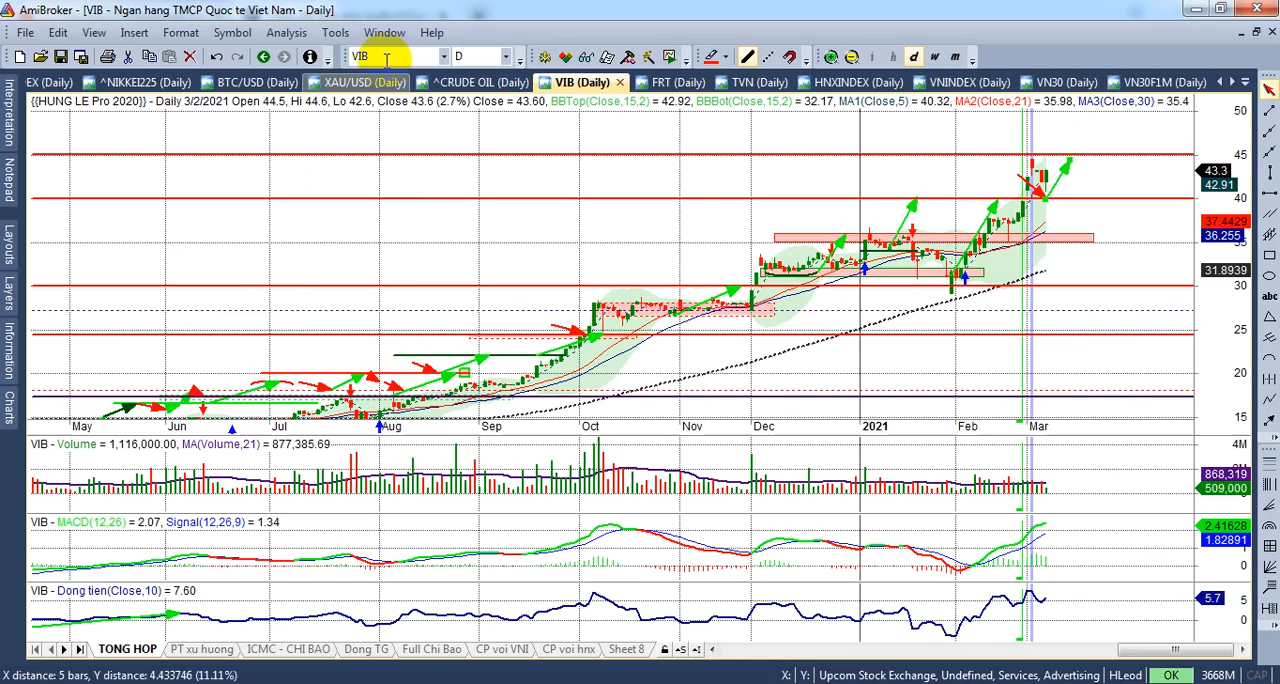 AmiBroker - [VIB - Ngan hang TMCP Quoc te Viet Nam - Daily]
File Edit View Insert Format Symbol Analysis Tools Window Help
VIB D i d w m
EX (Daily) ^NIKKEI225 (Daily) BTC/USD (Daily) XAU/USD (Daily) ^CRUDE OIL (Daily) VIB (Daily) FRT (Daily) TVN (Daily) HNXINDEX (Daily) VNINDEX (Daily) VN30 (Daily) VN30F1M (Daily)
{{HUNG LE Pro 2020}} - Daily 3/2/2021 Open 44.5, Hi 44.6, Lo 42.6, Close 43.6 (2.7%) Close = 43.60, BBTop(Close,15,2) = 42.92, BBBot(Close,15,2) = 32.17, MA1(Close,5) = 40.32, MA2(Close,21) = 35.98, MA3(Close,30) = 35.4
50
45
43.3
42.91
40
37.4429
36.255
35
31.8939
30
25
20
15
May Jun Jul Aug Sep Oct Nov Dec 2021 Feb Mar
VIB - Volume = 1,116,000.00, MA(Volume,21) = 877,385.69
4M
868,319
509,000
VIB - MACD(12,26) = 2.07, Signal(12,26,9) = 1.34
2.41628
1.82891
0
VIB - Dong tien(Close,10) = 7.60
5.7
5
0
TONG HOP PT xu huong ICMC - CHI BAO Dong TG Full Chi Bao CP voi VNI CP voi hnx Sheet 8
X distance: 5 bars, Y distance: 4.433746 (11.11%) X: Y: Upcom Stock Exchange, Undefined, Services, Advertising HLeod OK 3668M CAP
Interpretation
Notepad
Layouts
Layers
Information
Charts
abc